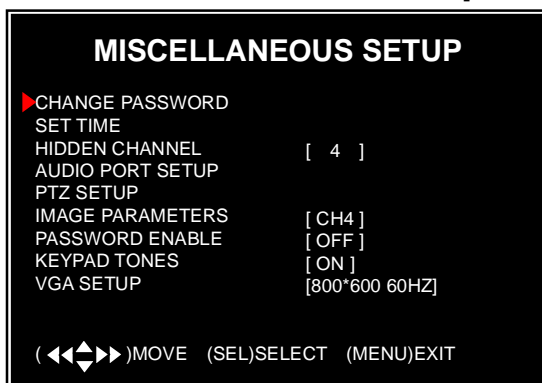 MISCELLANEOUS SETUP
CHANGE PASSWORD
SET TIME
HIDDEN CHANNEL [ 4 ]
AUDIO PORT SETUP
PTZ SETUP
IMAGE PARAMETERS [ CH4 ]
PASSWORD ENABLE [ OFF ]
KEYPAD TONES [ ON ]
VGA SETUP [800*600 60HZ]
( )MOVE (SEL)SELECT (MENU)EXIT